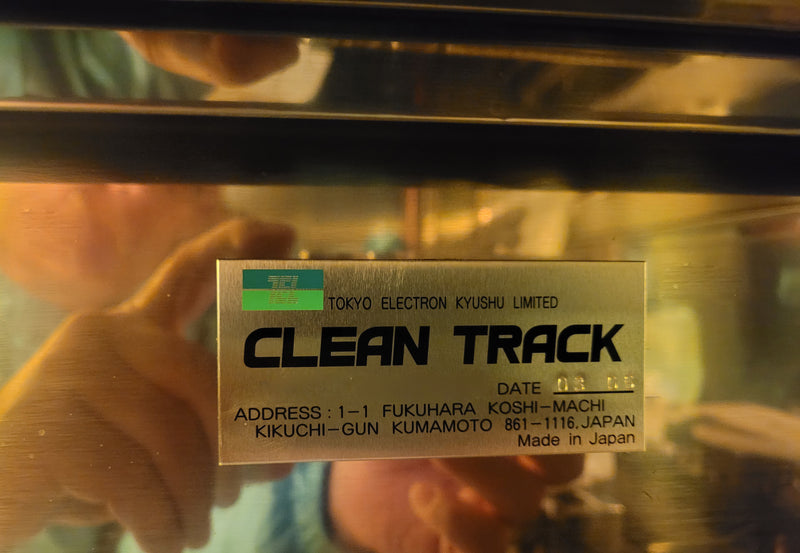 TEL
TOKYO ELECTRON KYUSHU LIMITED
CLEAN TRACK
DATE
ADDRESS : 1-1 FUKUHARA KOSHI-MACHI
KIKUCHI-GUN KUMAMOTO 861-1116, JAPAN
Made in Japan